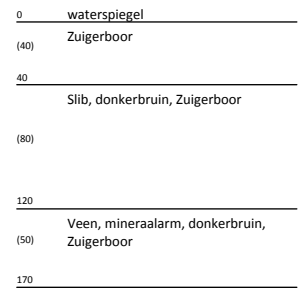 0 waterspiegel
(40) Zuigerboor
40
Slib, donkerbruin, Zuigerboor
(80)
120
Veen, mineraalarm, donkerbruin,
(50) Zuigerboor
170